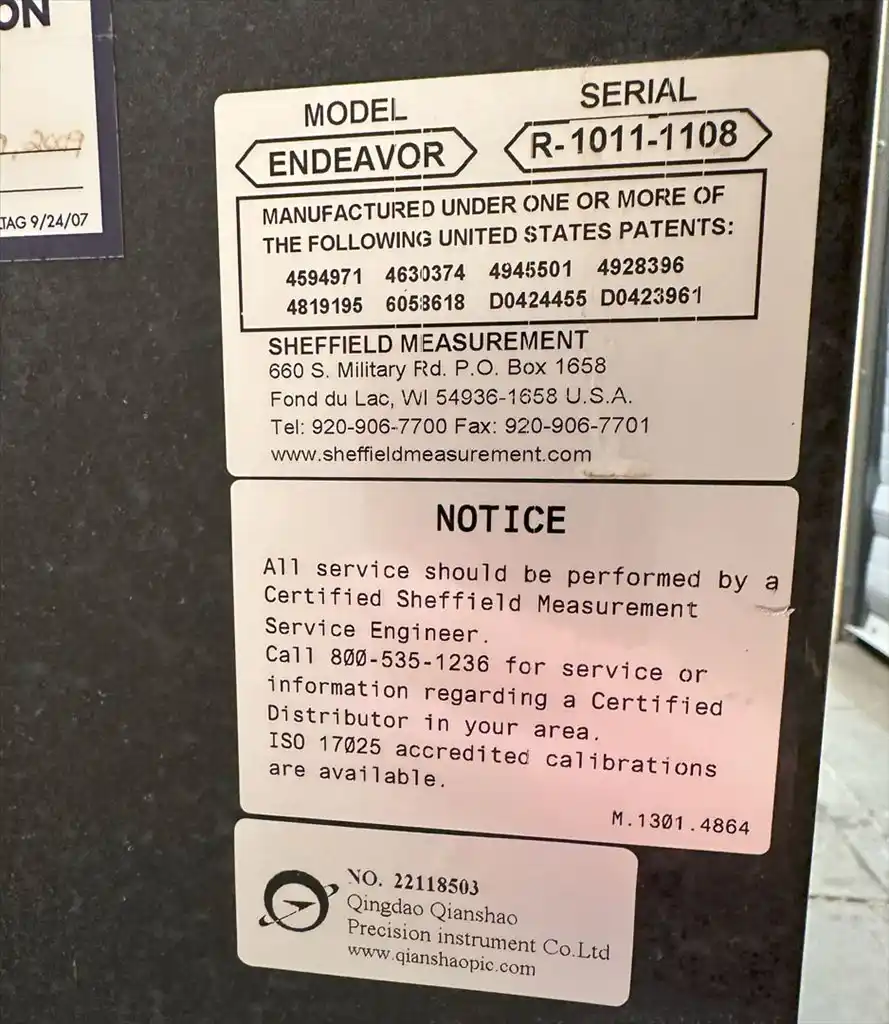 ON
2009
TAG 9/24/07
MODEL
ENDEAVOR
SERIAL
R-1011-1108
MANUFACTURED UNDER ONE OR MORE OF
THE FOLLOWING UNITED STATES PATENTS:
4594971 4630374 4945501 4928396
4819195 6058618 D0424455 D0423961
SHEFFIELD MEASUREMENT
660 S. Military Rd. P.O. Box 1658
Fond du Lac, WI 54936-1658 U.S.A.
Tel: 920-906-7700 Fax: 920-906-7701
www.sheffieldmeasurement.com
NOTICE
All service should be performed by a
Certified Sheffield Measurement
Service Engineer.
Call 800-535-1236 for service or
information regarding a Certified
Distributor in your area.
ISO 17025 accredited calibrations
are available.
M.1301.4864
NO. 22118503
Qingdao Qianshao
Precision instrument Co.Ltd
www.qianshaopic.com